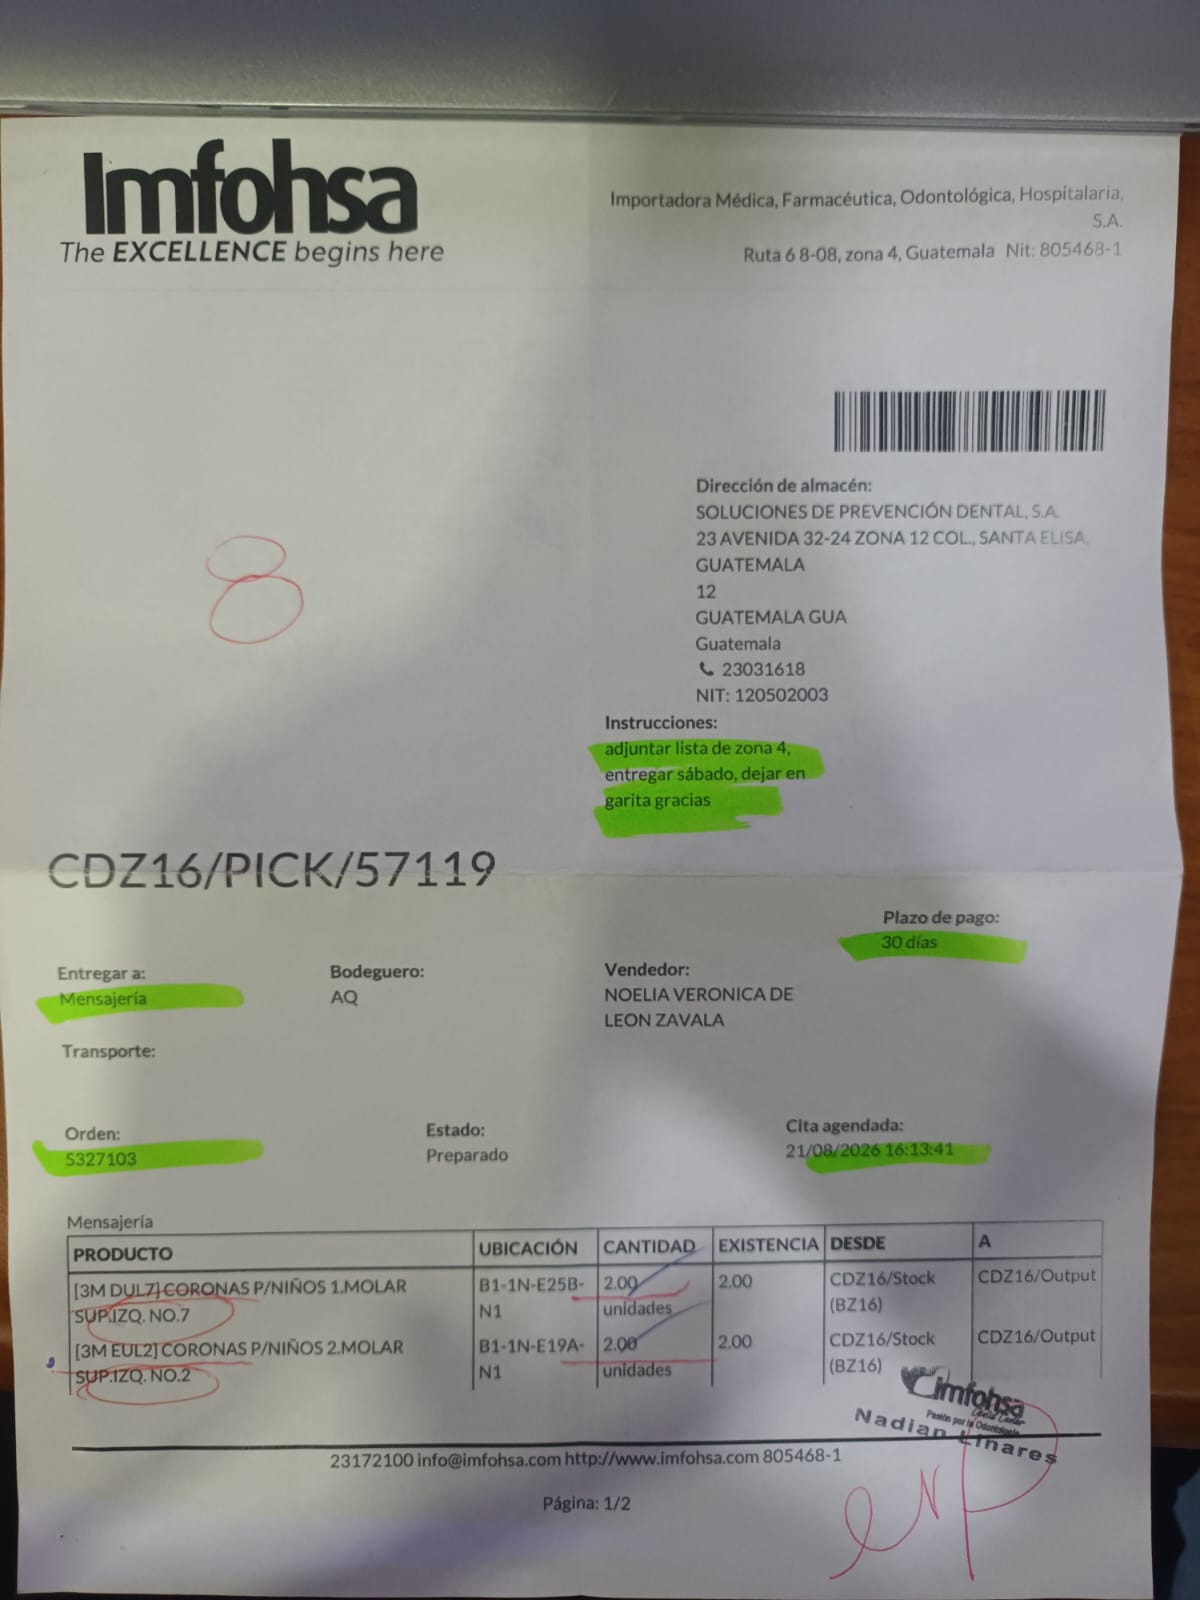 Imfohsa
The EXCELLENCE begins here
Importadora Médica, Farmacéutica, Odontológica, Hospitalaria,
S.A.
Ruta 6 8-08, zona 4, Guatemala Nit: 805468-1
8
Dirección de almacén:
SOLUCIONES DE PREVENCIÓN DENTAL, S.A.
23 AVENIDA 32-24 ZONA 12 COL., SANTA ELISA,
GUATEMALA
12
GUATEMALA GUA
Guatemala
23031618
NIT: 120502003
Instrucciones:
adjuntar lista de zona 4,
entregar sábado, dejar en
garita gracias
CDZ16/PICK/57119
Plazo de pago:
30 días
Entregar a:
Mensajería
Bodeguero:
AQ
Vendedor:
NOELIA VERONICA DE
LEON ZAVALA
Transporte:
Orden:
S327103
Estado:
Preparado
Cita agendada:
21/08/2026 16:13:41
Mensajería
PRODUCTO UBICACIÓN CANTIDAD EXISTENCIA DESDE A
[3M DUL7] CORONAS P/NIÑOS 1.MOLAR B1-1N-E25B- 2.00 2.00 CDZ16/Stock CDZ16/Output
SUP.IZQ. NO.7 N1 unidades (BZ16)
[3M EUL2] CORONAS P/NIÑOS 2.MOLAR B1-1N-E19A- 2.00 2.00 CDZ16/Stock CDZ16/Output
SUP.IZQ. NO.2 N1 unidades (BZ16)
imfohsa
Dental Center
Pasión por la Odontología
Nadian Linares
23172100 info@imfohsa.com http://www.imfohsa.com 805468-1
Página: 1/2